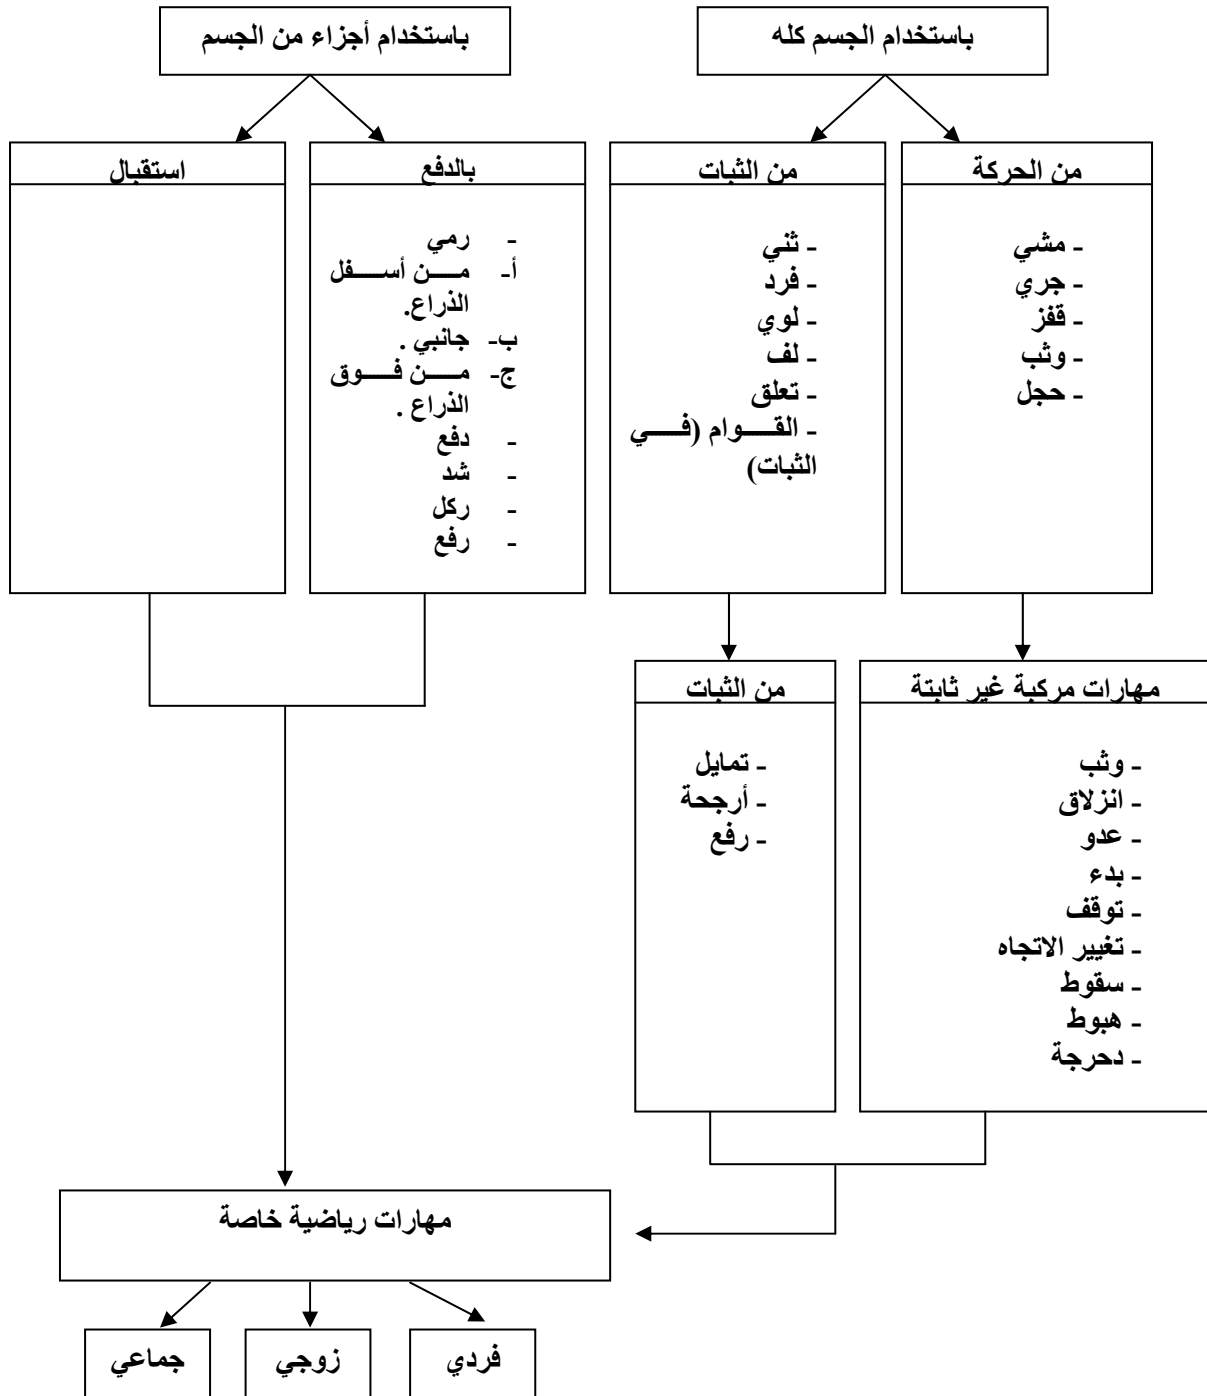 باستخدام الجسم كله
باستخدام أجزاء من الجسم
من الحركة
- مشي
- جري
- قفز
- وثب
- حجل
من الثبات
- ثني
- فرد
- لوي
- لف
- تعلق
- القوام (في
الثبات)
بالدفع
- رمي
أ- من أسفل
الذراع.
ب- جانبي .
ج- من فوق
الذراع .
- دفع
- شد
- ركل
- رفع
استقبال
مهارات مركبة غير ثابتة
- وثب
- انزلاق
- عدو
- بدء
- توقف
- تغيير الاتجاه
- سقوط
- هبوط
- دحرجة
من الثبات
- تمايل
- أرجحة
- رفع
مهارات رياضية خاصة
فردي
زوجي
جماعي